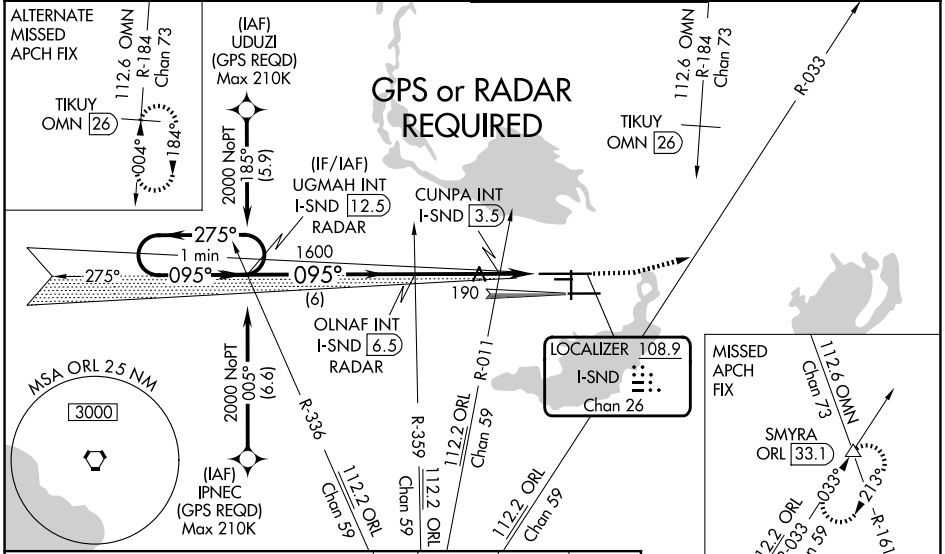 ALTERNATE
MISSED
APCH FIX
112.6 OMN
R-184
Chan 73
TIKUY
OMN 26
004°
184°
(IAF)
UDUZI
(GPS REQD)
Max 210K
2000 NoPT
185°
(5.9)
GPS or RADAR
REQUIRED
112.6 OMN
R-184
Chan 73
TIKUY
OMN 26
R-033
(IF/IAF)
UGMAH INT
I-SND 12.5
RADAR
CUNPA INT
I-SND 3.5
275°
1 min
1600
275°
095°
095°
(6)
190
OLNAF INT
I-SND 6.5
RADAR
LOCALIZER 108.9
I-SND
Chan 26
MSA ORL 25 NM
3000
2000 NoPT
005°
(6.6)
(IAF)
IPNEC
(GPS REQD)
Max 210K
R-336
112.2 ORL
Chan 59
R-359
112.2 ORL
Chan 59
R-011
112.2 ORL
Chan 59
112.2 ORL
Chan 59
MISSED
APCH
FIX
112.6 OMN
Chan 73
SMYRA
ORL 33.1
033°
213°
R-161
R-033